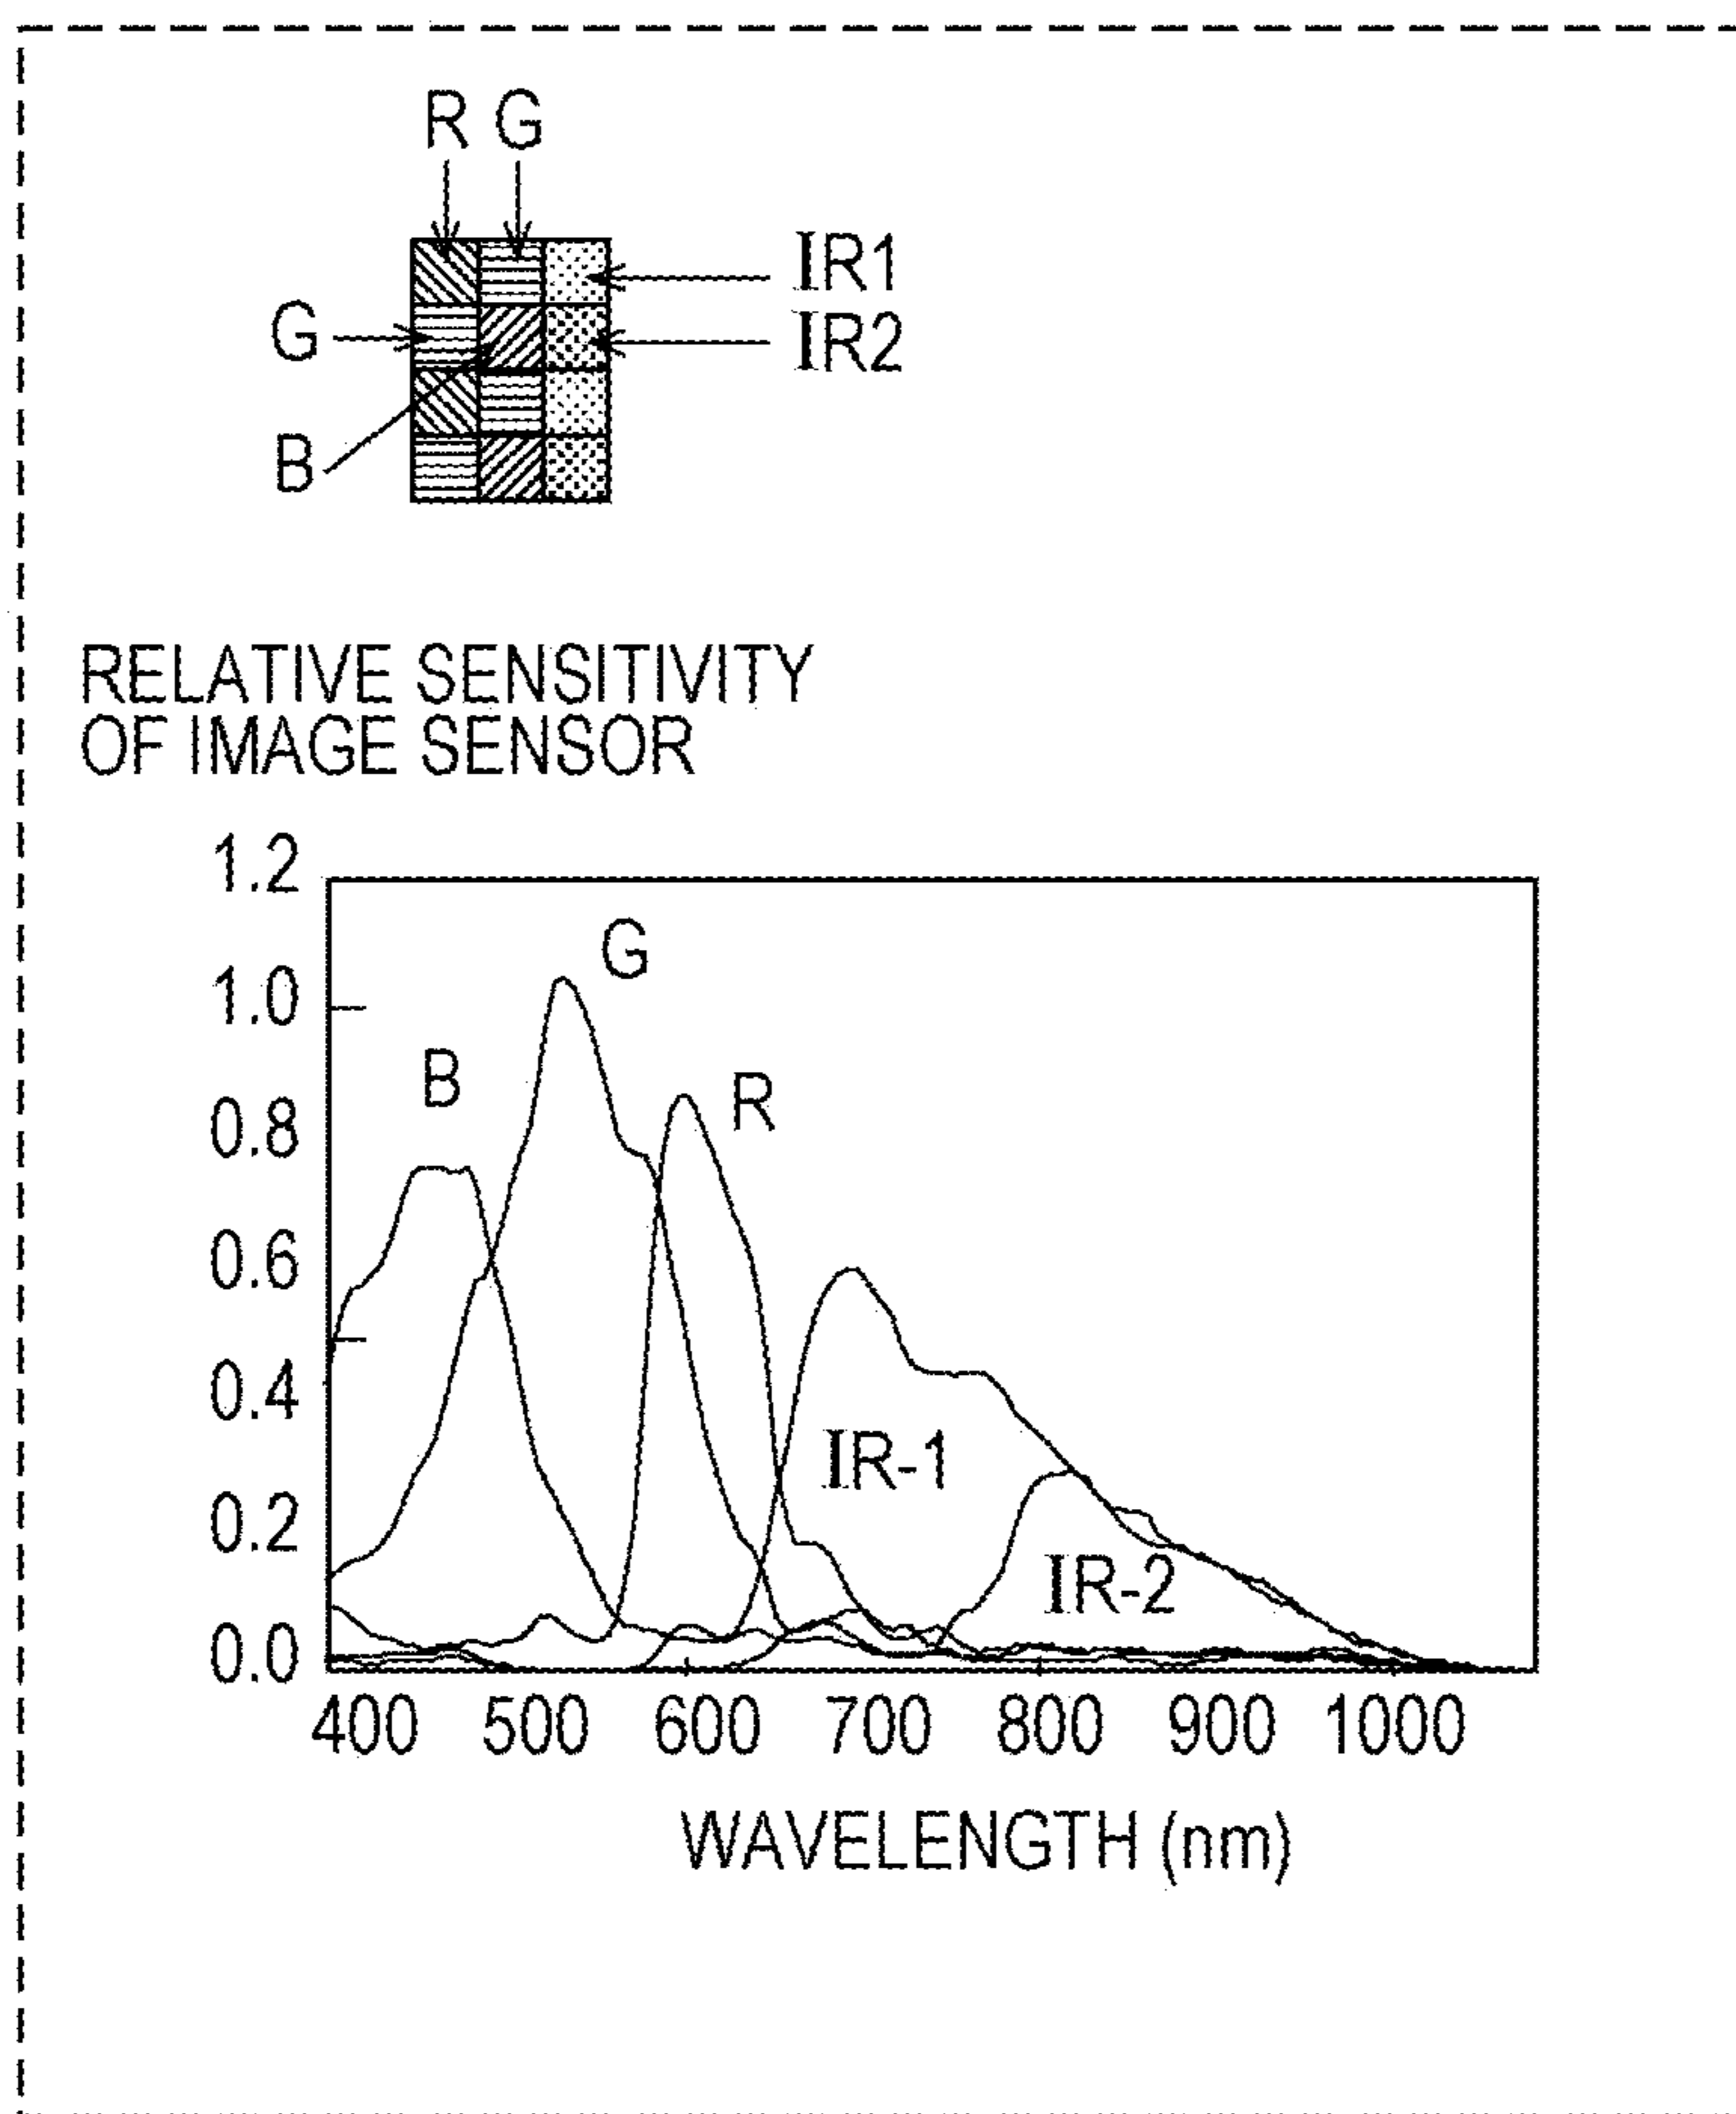 R G
IR1
G
IR2
B
RELATIVE SENSITIVITY
OF IMAGE SENSOR
1.2
G
1.0
B
R
0.8
0.6
0.4
IR-1
0.2
IR-2
0.0
400 500 600 700 800 900 1000
WAVELENGTH (nm)